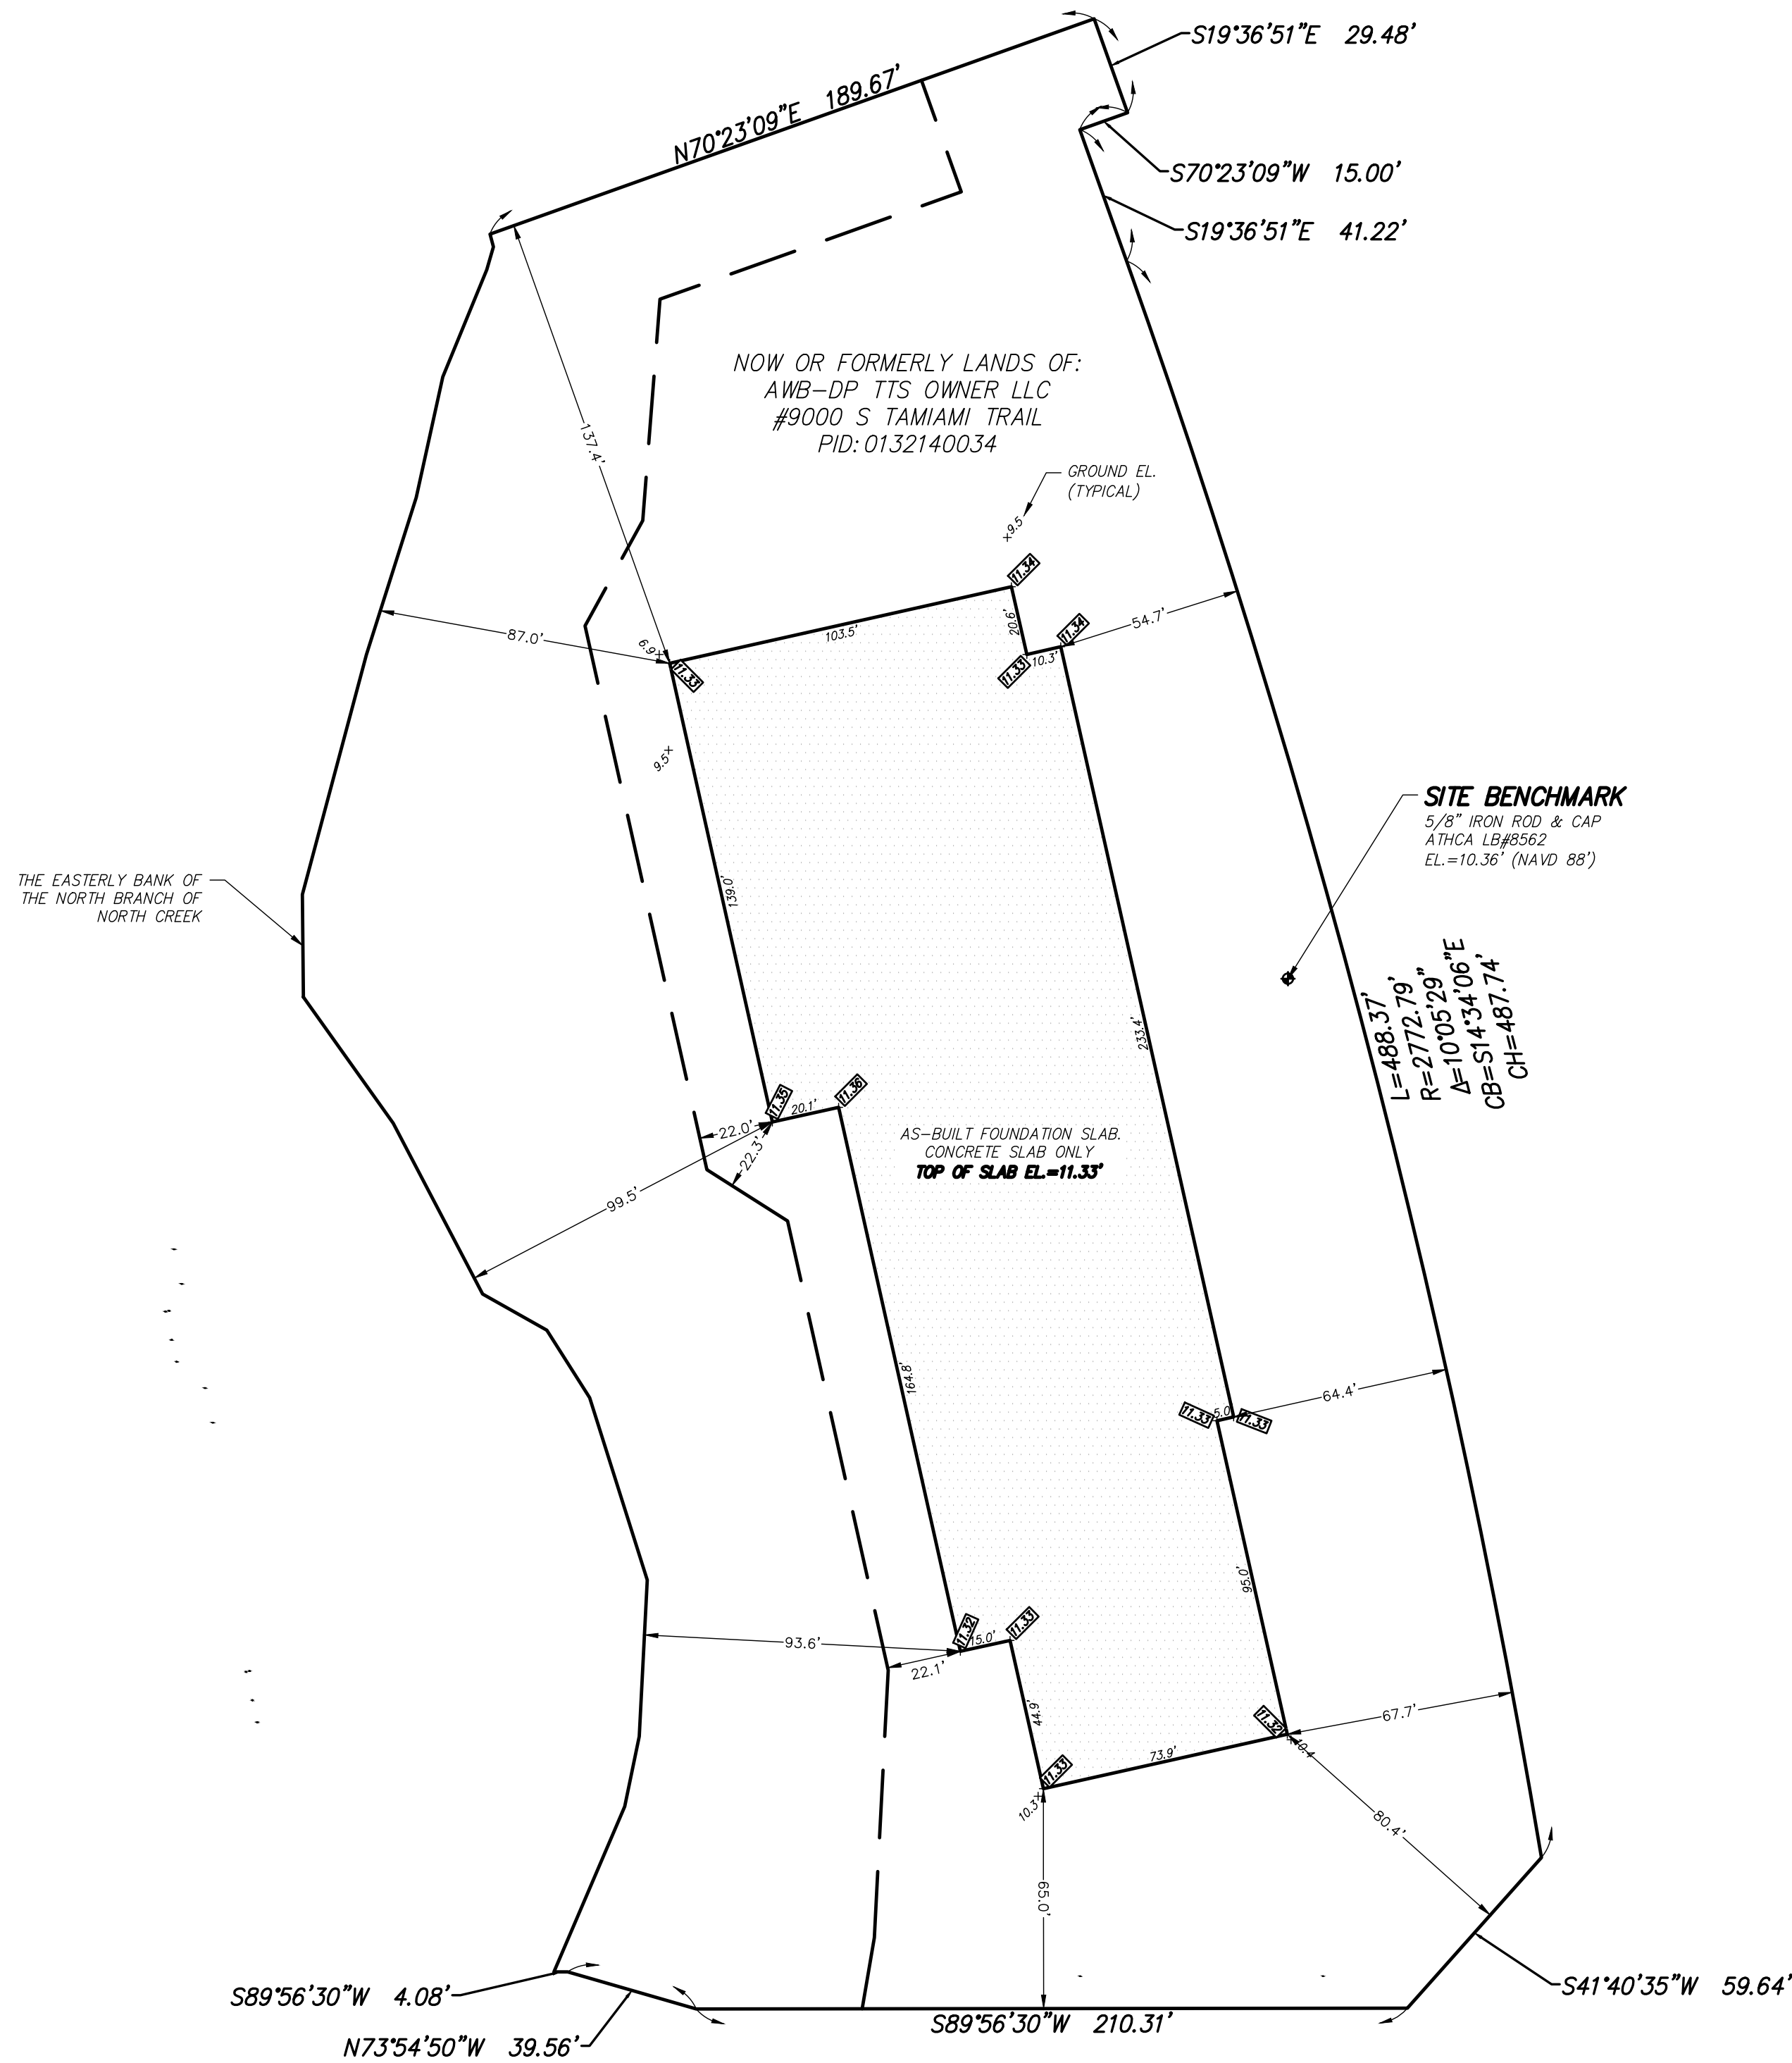 S19°36'51"E 29.48'
N70°23'09"E 189.67'
S70°23'09"W 15.00'
S19°36'51"E 41.22'
NOW OR FORMERLY LANDS OF:
AWB-DP TTS OWNER LLC
#9000 S TAMIAMI TRAIL
PID: 0132140034
137.4'
GROUND EL.
(TYPICAL)
9.5
11.34
20.6'
103.5'
11.34
54.7'
10.3'
11.33
87.0'
6.9
11.33
9.5
SITE BENCHMARK
5/8" IRON ROD & CAP
ATHCA LB#8562
EL.=10.36' (NAVD 88')
THE EASTERLY BANK OF
THE NORTH BRANCH OF
NORTH CREEK
139.0'
L=488.37'
R=2772.79'
Δ=10°05'29"
CB=S14°34'06"E
CH=487.74'
233.4'
11.35
20.1'
11.36
22.0'
22.3'
99.5'
AS-BUILT FOUNDATION SLAB.
CONCRETE SLAB ONLY
TOP OF SLAB EL.=11.33'
164.8'
64.4'
11.33
5.0'
11.33
95.0'
11.32
15.0'
11.33
93.6'
22.1'
44.9'
11.32
10.4
67.7'
73.9'
11.33
10.3
80.4'
65.0'
S41°40'35"W 59.64'
S89°56'30"W 4.08'
S89°56'30"W 210.31'
N73°54'50"W 39.56'